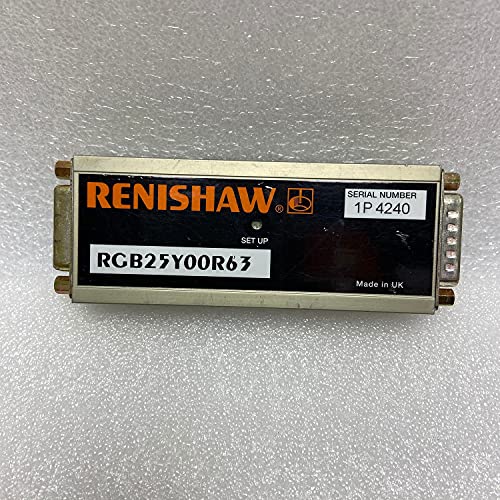 RENISHAW®
SERIAL NUMBER
1P 4240
SET UP
RGB25Y00R63
Made in UK